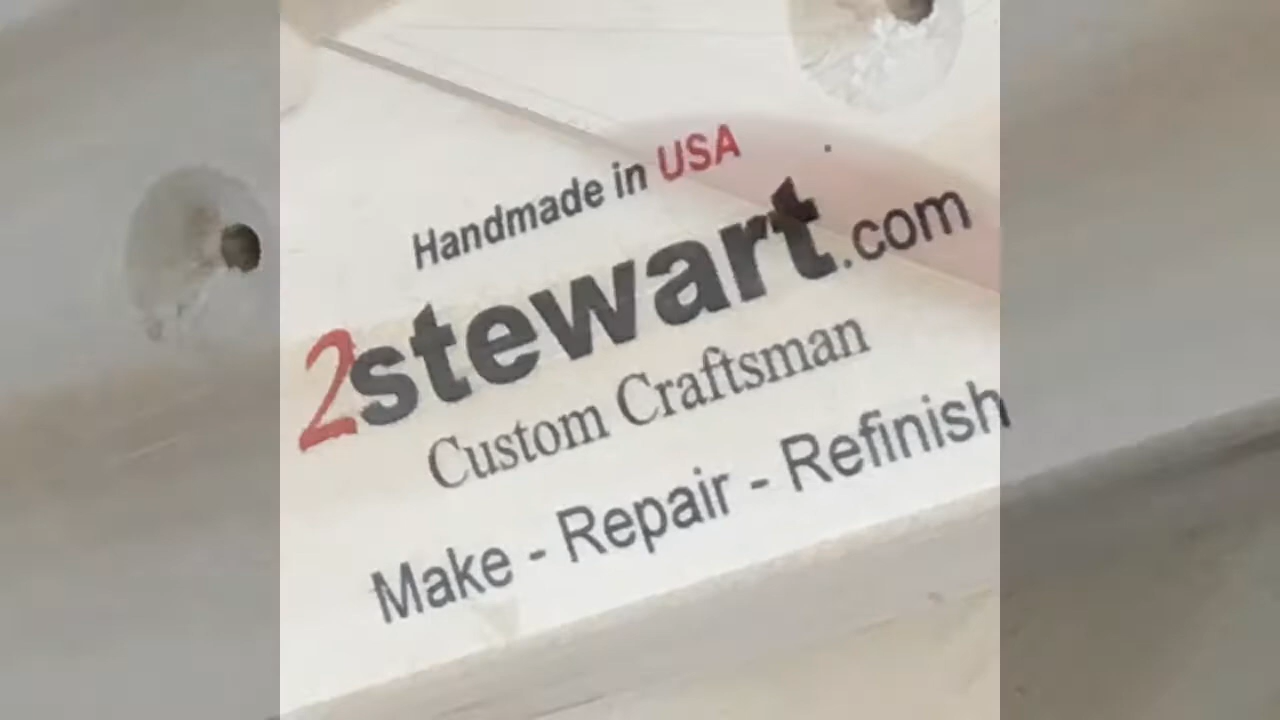 Handmade in USA
2stewart.com
Custom Craftsman
Make - Repair - Refinish